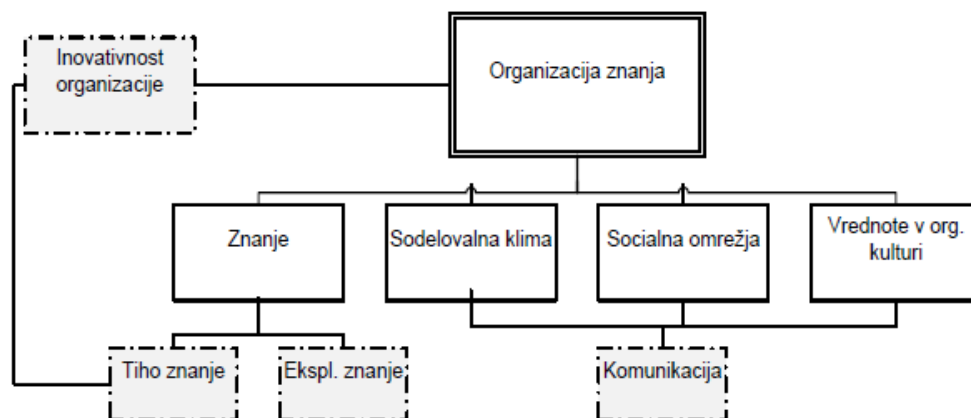 Inovativnost
organizacije
Organizacija znanja
Znanje
Sodelovalna klima
Socialna omrežja
Vrednote v org.
kulturi
Tiho znanje
Ekspl. znanje
Komunikacija